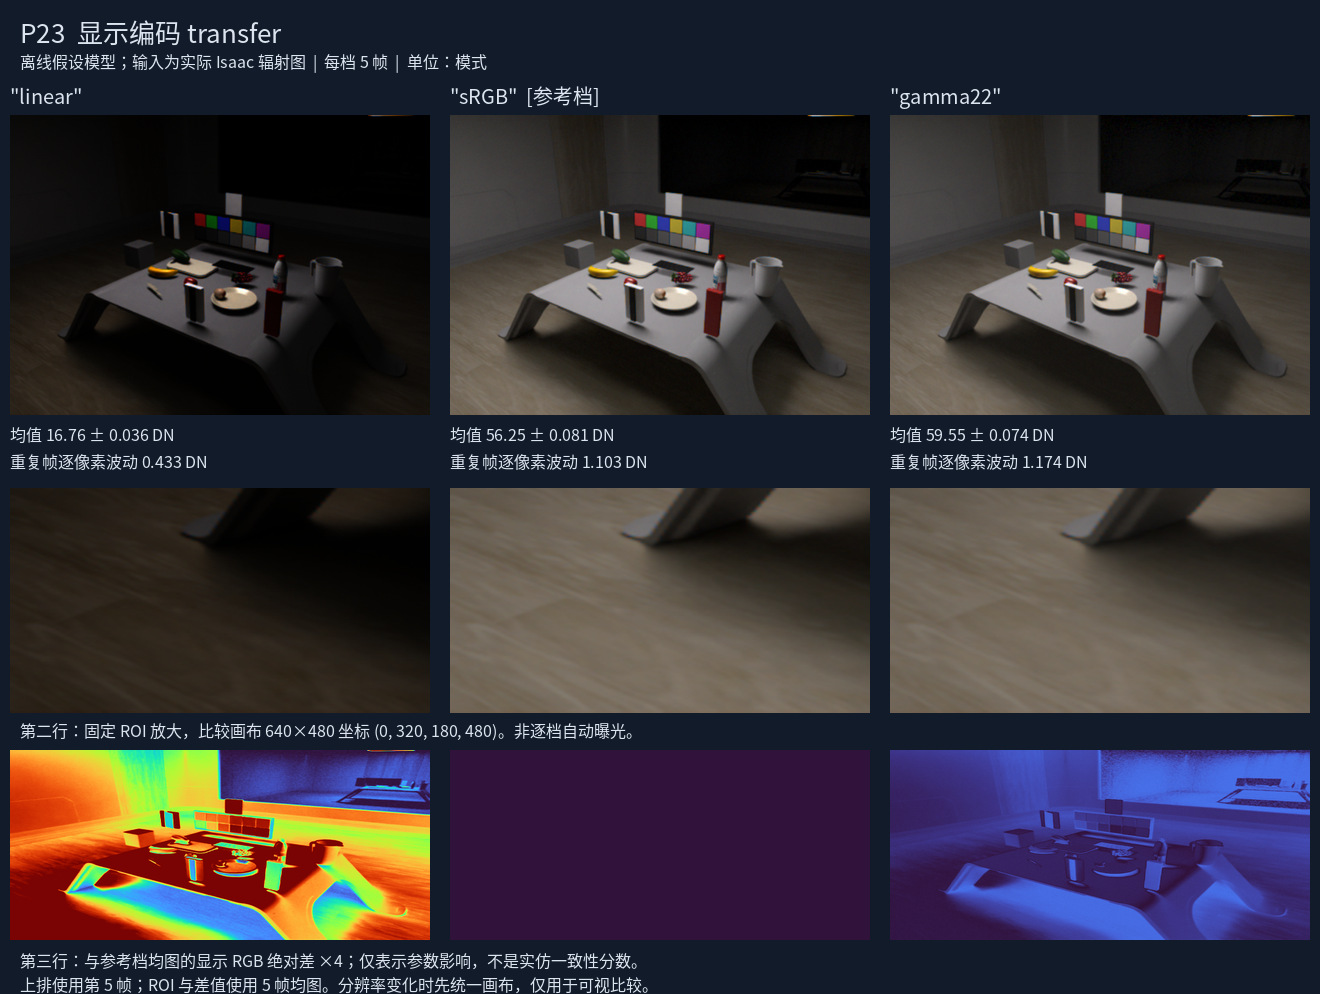 P23 显示编码 transfer
离线假设模型；输入为实际 Isaac 辐射图 | 每档 5 帧 | 单位：模式
"linear"
"sRGB" [参考档]
"gamma22"
均值 16.76 ± 0.036 DN
重复帧逐像素波动 0.433 DN
均值 56.25 ± 0.081 DN
重复帧逐像素波动 1.103 DN
均值 59.55 ± 0.074 DN
重复帧逐像素波动 1.174 DN
第二行：固定 ROI 放大，比较画布 640×480 坐标 (0, 320, 180, 480)。非逐档自动曝光。
第三行：与参考档均图的显示 RGB 绝对差 ×4；仅表示参数影响，不是实仿一致性分数。
上排使用第 5 帧；ROI 与差值使用 5 帧均图。分辨率变化时先统一画布，仅用于可视比较。